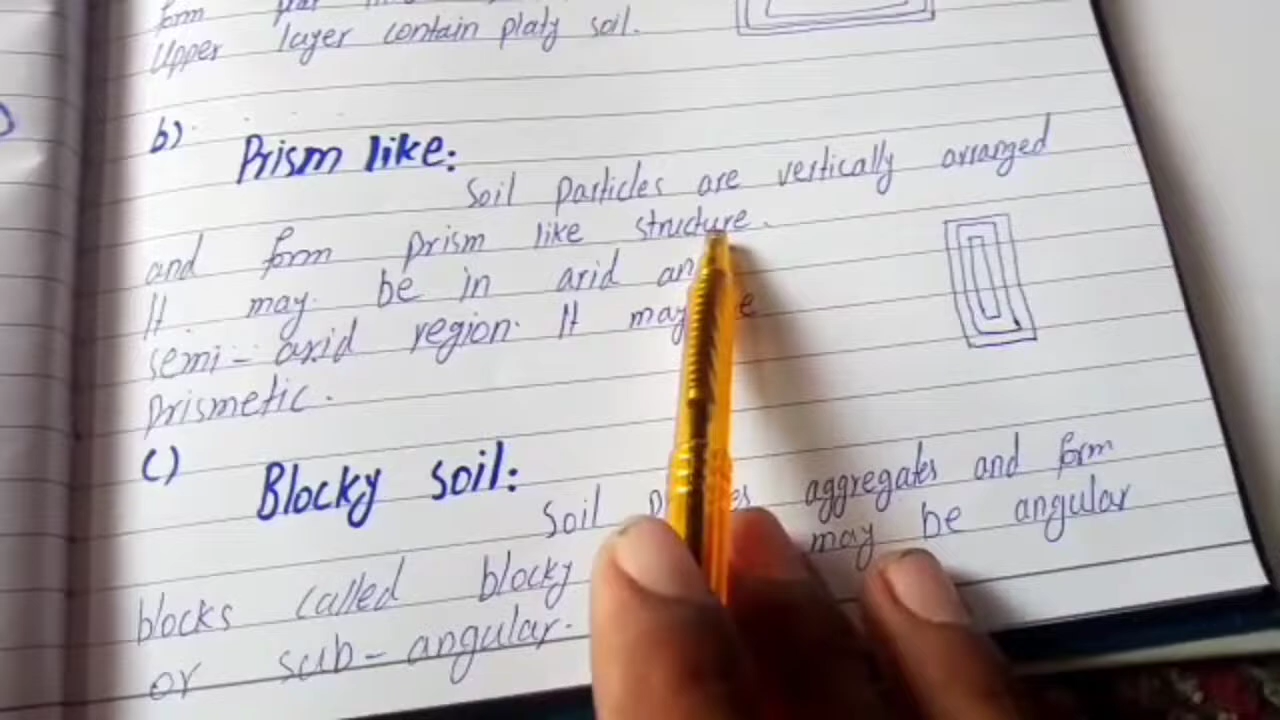 form
Upper layer contain platy soil.
b)
Prism like:
Soil Particles are vertically arranged
and form prism like structure.
It may be in arid an
semi-arid region. It may e
Prismetic.
c)
Blocky soil:
Soil aggregates and form
blocks called blocky may be angular
or sub-angular.